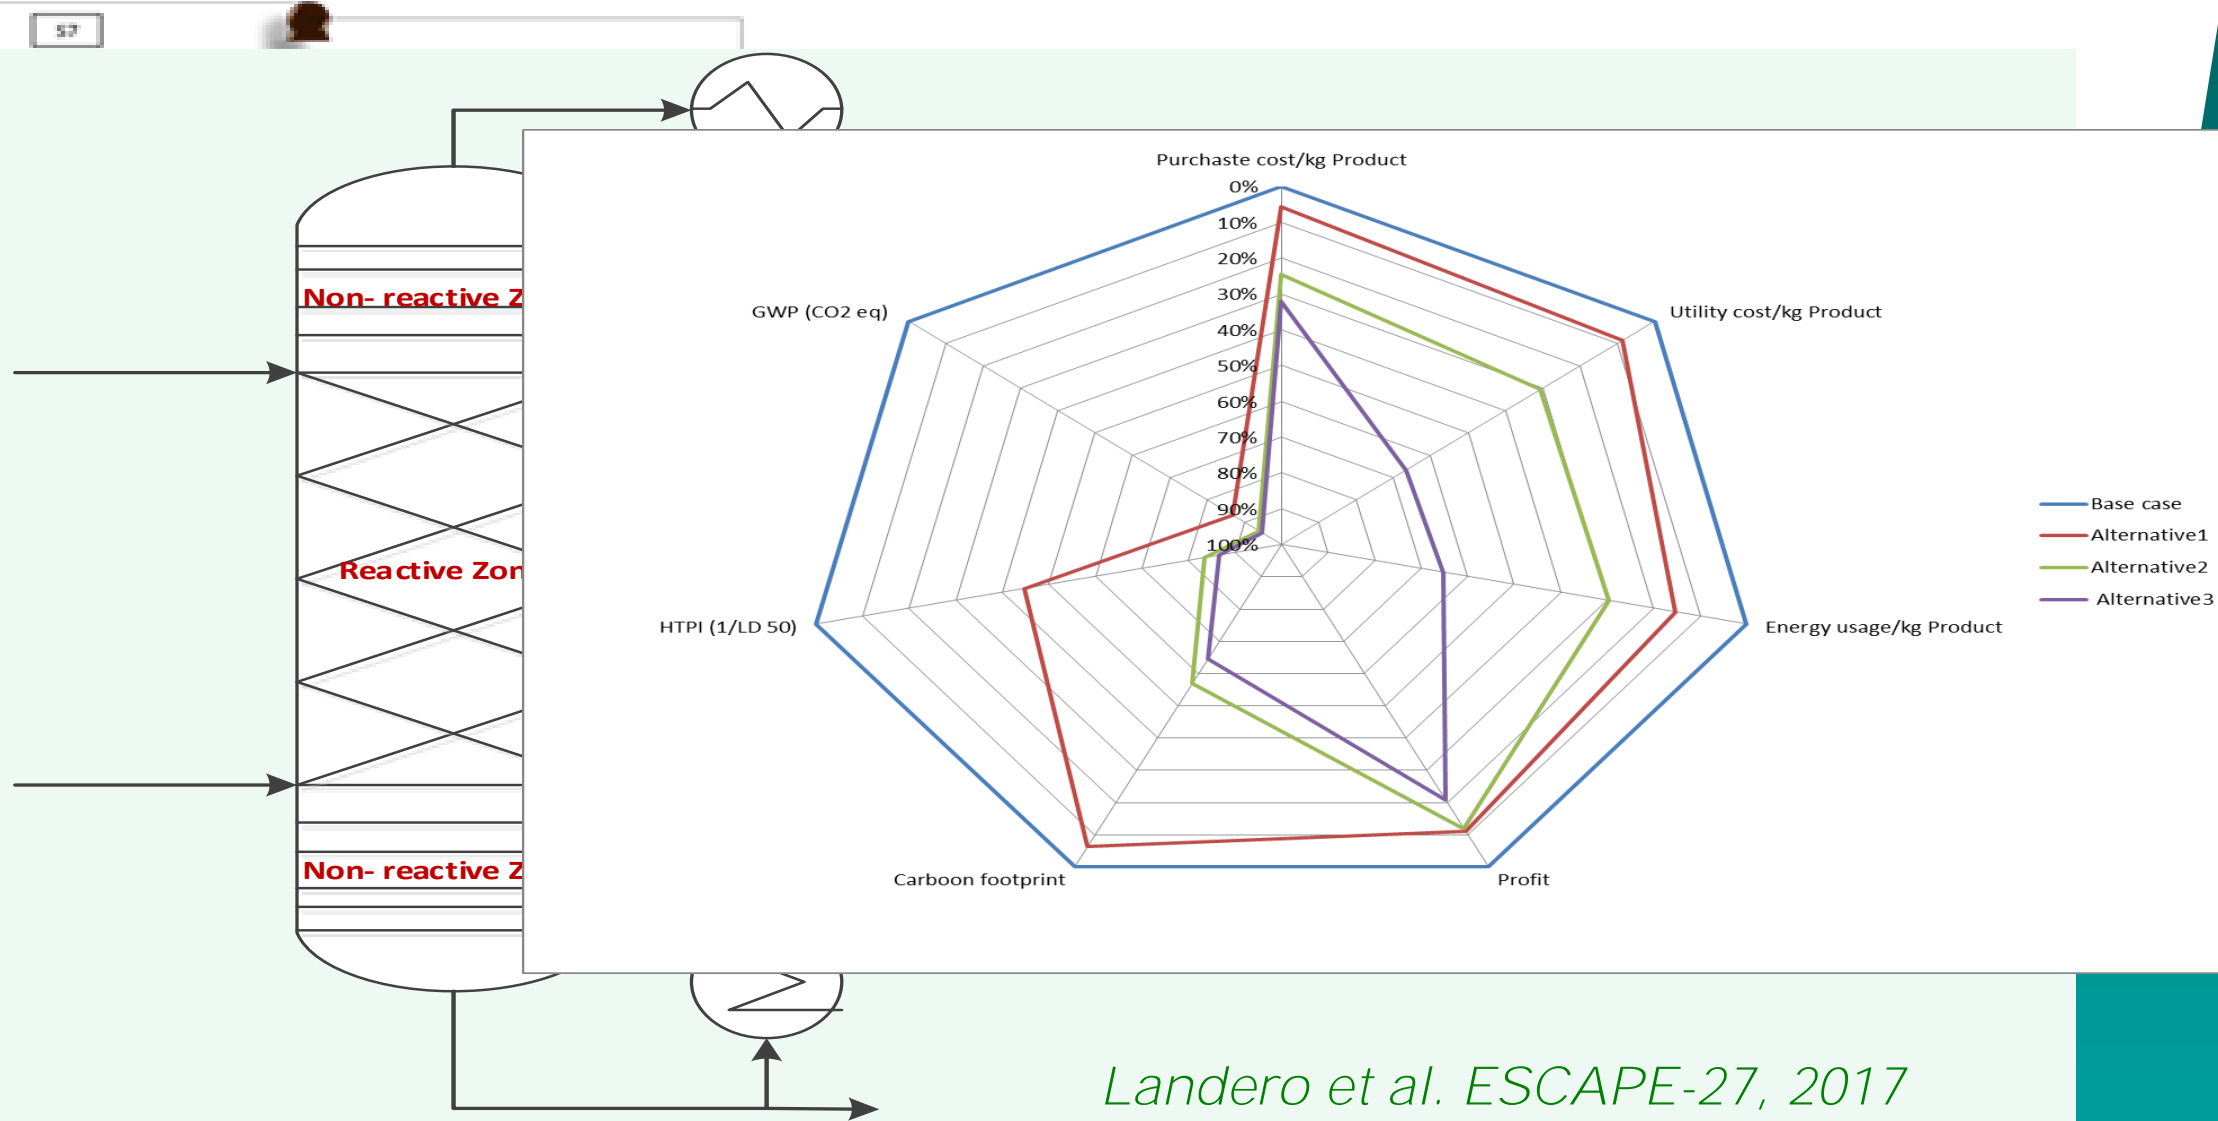 57
Purchaste cost/kg Product
0%
10%
20%
30%
40%
50%
60%
70%
80%
90%
100%
GWP (CO2 eq)
Utility cost/kg Product
HTPI (1/LD 50)
Energy usage/kg Product
Carboon footprint
Profit
Base case
Alternative1
Alternative2
Alternative3
Non- reactive Z
Reactive Zon
Non- reactive Z
Landero et al. ESCAPE-27, 2017